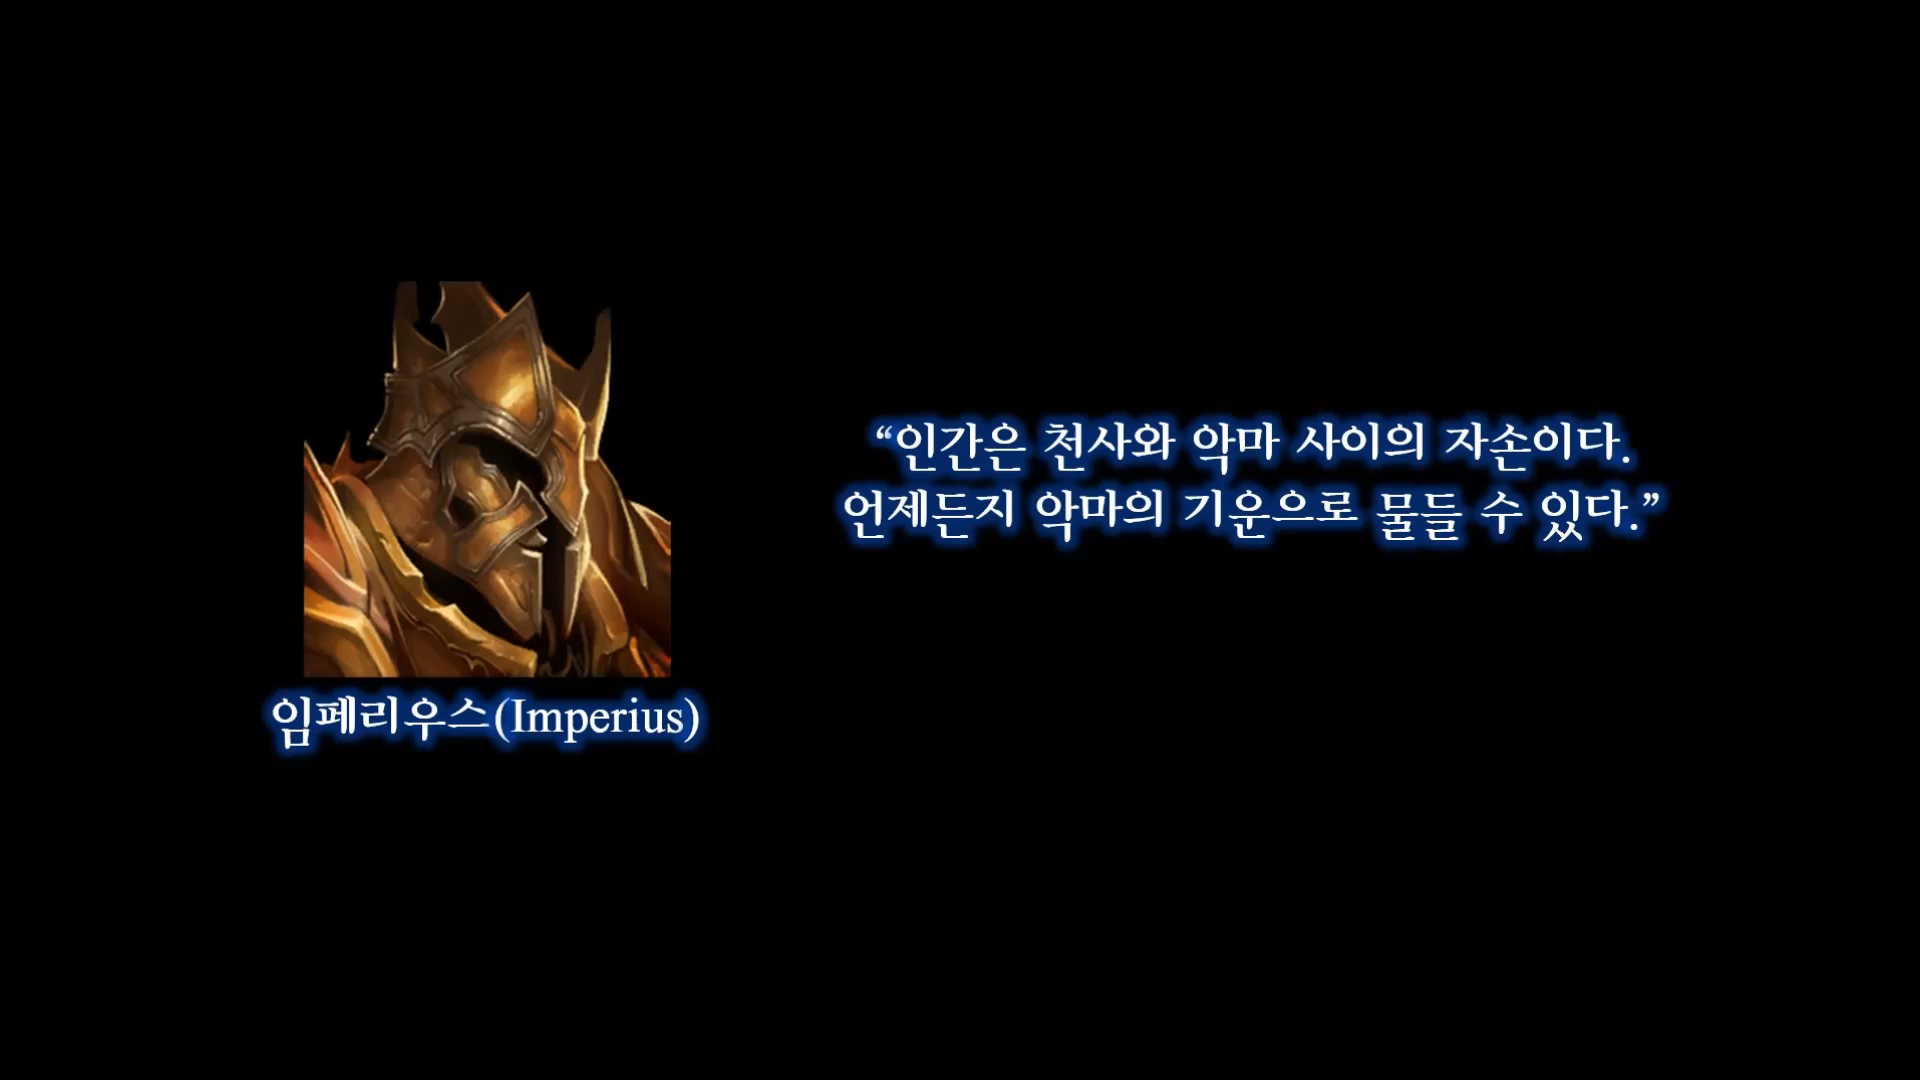 “인간은 천사와 악마 사이의 자손이다.
언제든지 악마의 기운으로 물들 수 있다.”
임페리우스(Imperius)